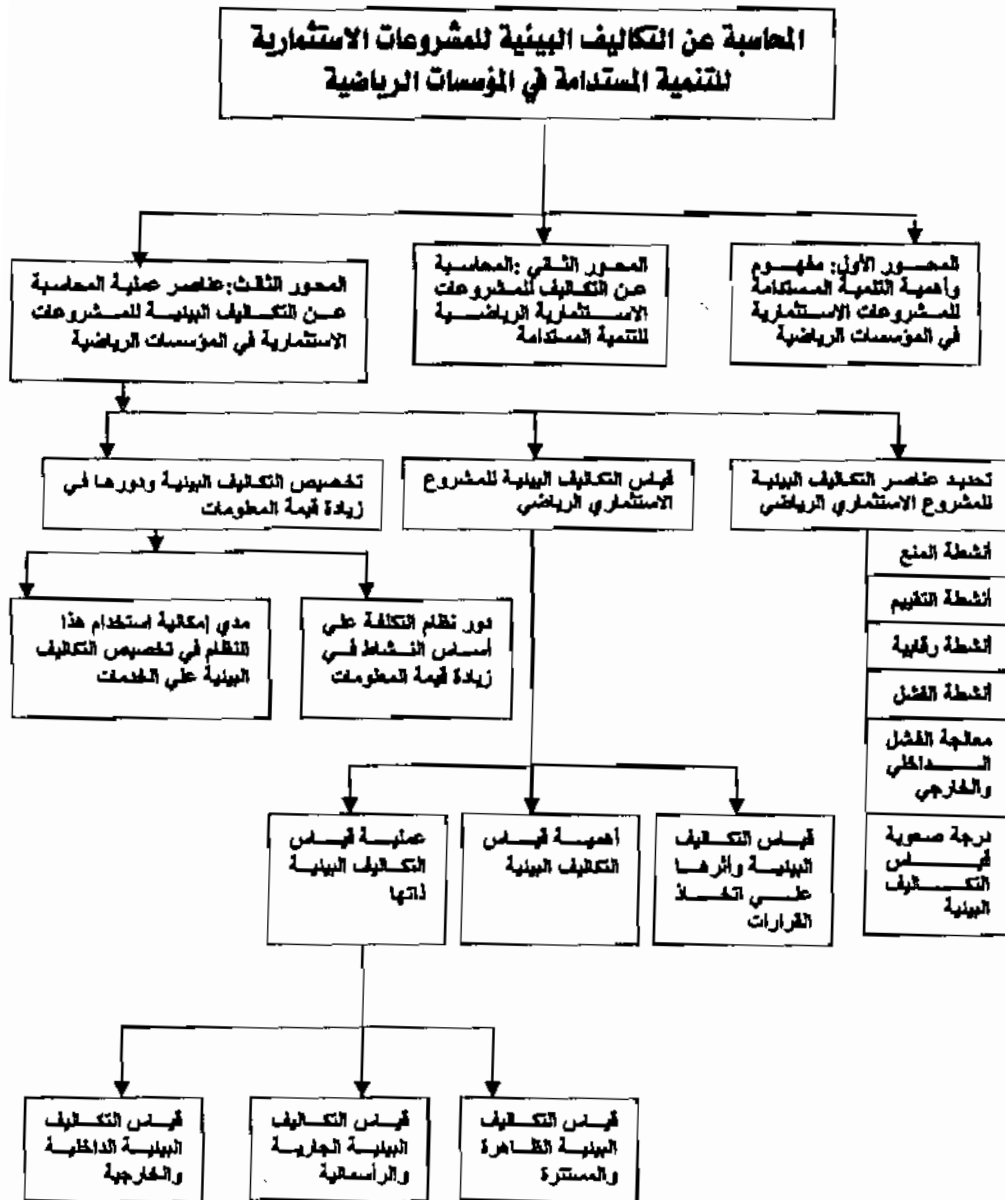 المحاسبة عن التكاليف البيئية للمشروعات الاستثمارية
للتنمية المستدامة في المؤسسات الرياضية
المحور الأول: مفهوم
وأهمية التنمية المستدامة
للمشروعات الاستثمارية
في المؤسسات الرياضية
المحور الثاني :المحاسبة
عن التكاليف للمشروعات
الاستثمارية الرياضية
للتنمية المستدامة
المحور الثالث:عناصر عملية المحاسبة
عن التكاليف البيئية للمشروعات
الاستثمارية في المؤسسات الرياضية
تحديد عناصر التكاليف البيئية
للمشروع الاستثماري الرياضي
أنشطة المنع
أنشطة التقييم
أنشطة رقابية
أنشطة الفشل
معالجة الفشل
الداخلي
والخارجي
درجة صعوبة
قياس
التكاليف
البيئية
قياس التكاليف البيئية للمشروع
الاستثماري الرياضي
تخصيص التكاليف البيئية ودورها في
زيادة قيمة المعلومات
دور نظام التكلفة علي
أساس النشاط في
زيادة قيمة المعلومات
مدي إمكانية استخدام هذا
النظام في تخصيص التكاليف
البيئية علي الخدمات
قياس التكاليف
البيئية وأثرها
علي اتخاذ
القرارات
أهمية قياس
التكاليف البيئية
عملية قياس
التكاليف البيئية
ذاتها
قياس التكاليف
البيئية الظاهرة
والمستترة
قياس التكاليف
البيئية الجارية
والرأسمالية
قياس التكاليف
البيئية الداخلية
والخارجية